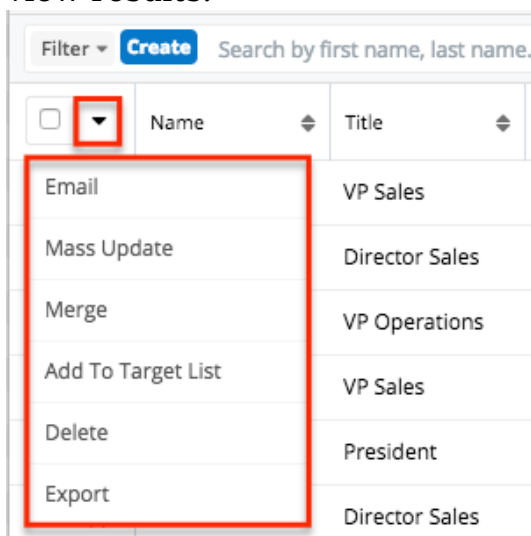 Filter Create Search by first name, last name.
Name Title
Email VP Sales
Mass Update Director Sales
Merge VP Operations
Add To Target List VP Sales
Delete President
Export Director Sales